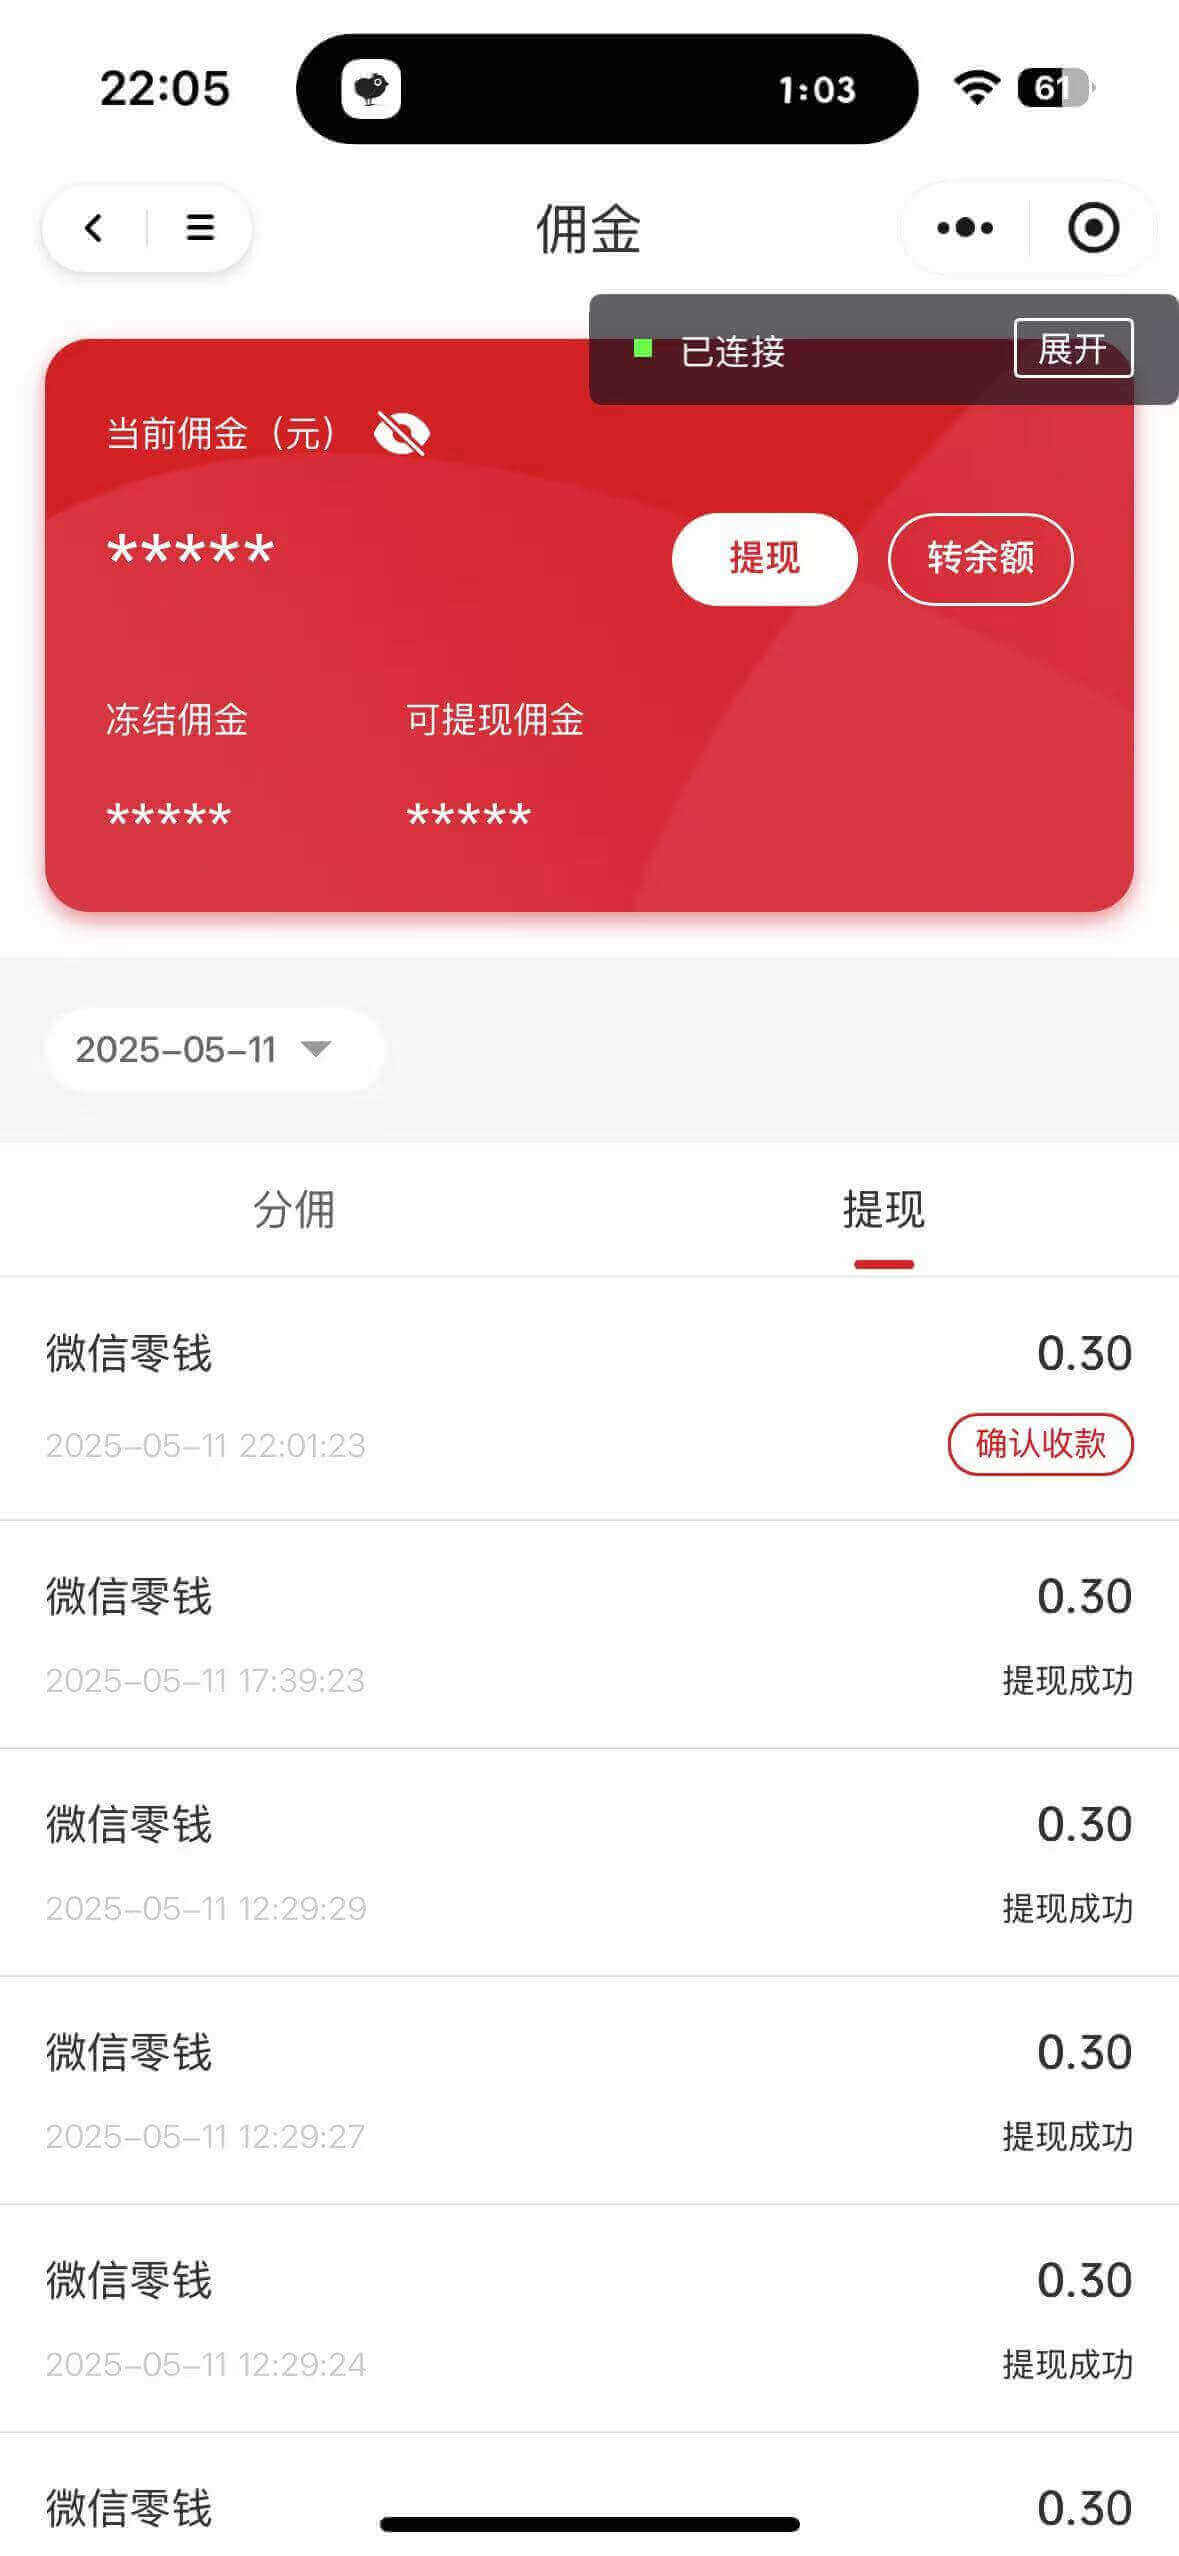 22:05
1:03
61
佣金
已连接
展开
当前佣金（元）
*****
提现
转余额
冻结佣金
可提现佣金
*****
*****
2025-05-11
分佣
提现
微信零钱
0.30
2025-05-11 22:01:23
确认收款
微信零钱
0.30
2025-05-11 17:39:23
提现成功
微信零钱
0.30
2025-05-11 12:29:29
提现成功
微信零钱
0.30
2025-05-11 12:29:27
提现成功
微信零钱
0.30
2025-05-11 12:29:24
提现成功
微信零钱
0.30